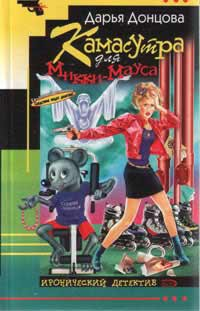 Дарья Донцова
Камасутра
для
Микки-Мауса
ИРОНИЧЕСКИЙ ДЕТЕКТИВ